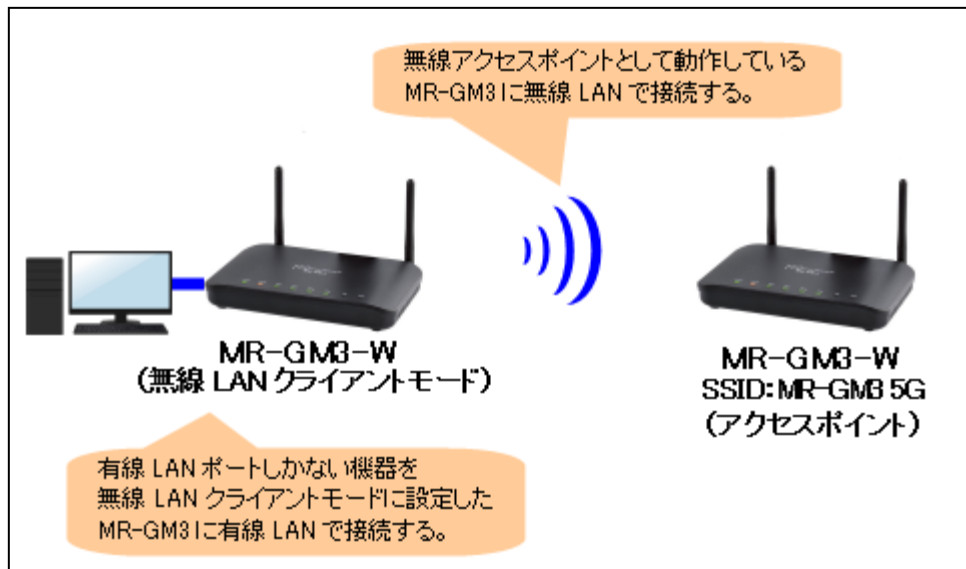 無線アクセスポイントとして動作している
MR-GM3に無線 LAN で接続する。
MR-GM3-W
(無線 LAN クライアントモード)
MR-GM3-W
SSID:MR-GM3 5G
(アクセスポイント)
有線 LAN ポートしかない機器を
無線 LAN クライアントモードに設定した
MR-GM3に有線 LAN で接続する。